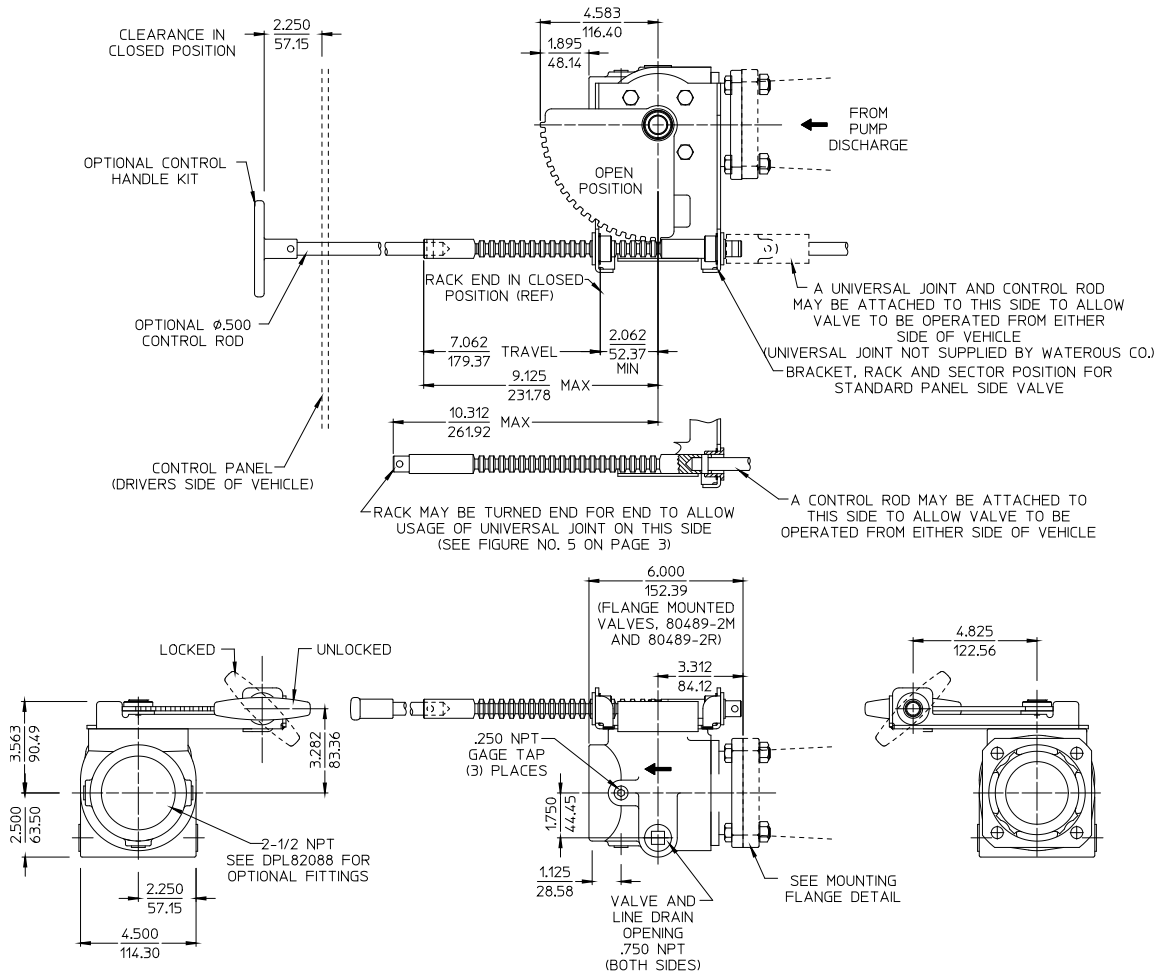 2.250
57.15
CLEARANCE IN
CLOSED POSITION
4.583
116.40
1.895
48.14
FROM
PUMP
DISCHARGE
OPTIONAL CONTROL
HANDLE KIT
OPEN
POSITION
RACK END IN CLOSED
POSITION (REF)
OPTIONAL Ø.500
CONTROL ROD
7.062
179.37
TRAVEL
2.062
52.37
MIN
9.125
231.78
MAX
A UNIVERSAL JOINT AND CONTROL ROD
MAY BE ATTACHED TO THIS SIDE TO ALLOW
VALVE TO BE OPERATED FROM EITHER
SIDE OF VEHICLE
(UNIVERSAL JOINT NOT SUPPLIED BY WATEROUS CO.)
BRACKET, RACK AND SECTOR POSITION FOR
STANDARD PANEL SIDE VALVE
10.312
261.92
MAX
CONTROL PANEL
(DRIVERS SIDE OF VEHICLE)
RACK MAY BE TURNED END FOR END TO ALLOW
USAGE OF UNIVERSAL JOINT ON THIS SIDE
(SEE FIGURE NO. 5 ON PAGE 3)
A CONTROL ROD MAY BE ATTACHED TO
THIS SIDE TO ALLOW VALVE TO BE
OPERATED FROM EITHER SIDE OF VEHICLE
6.000
152.39
(FLANGE MOUNTED
VALVES, 80489-2M
AND 80489-2R)
3.312
84.12
LOCKED
UNLOCKED
3.563
90.49
2.500
63.50
3.282
83.36
2-1/2 NPT
SEE DPL82088 FOR
OPTIONAL FITTINGS
2.250
57.15
4.500
114.30
.250 NPT
GAGE TAP
(3) PLACES
1.750
44.45
1.125
28.58
VALVE AND
LINE DRAIN
OPENING
.750 NPT
(BOTH SIDES)
SEE MOUNTING
FLANGE DETAIL
4.825
122.56